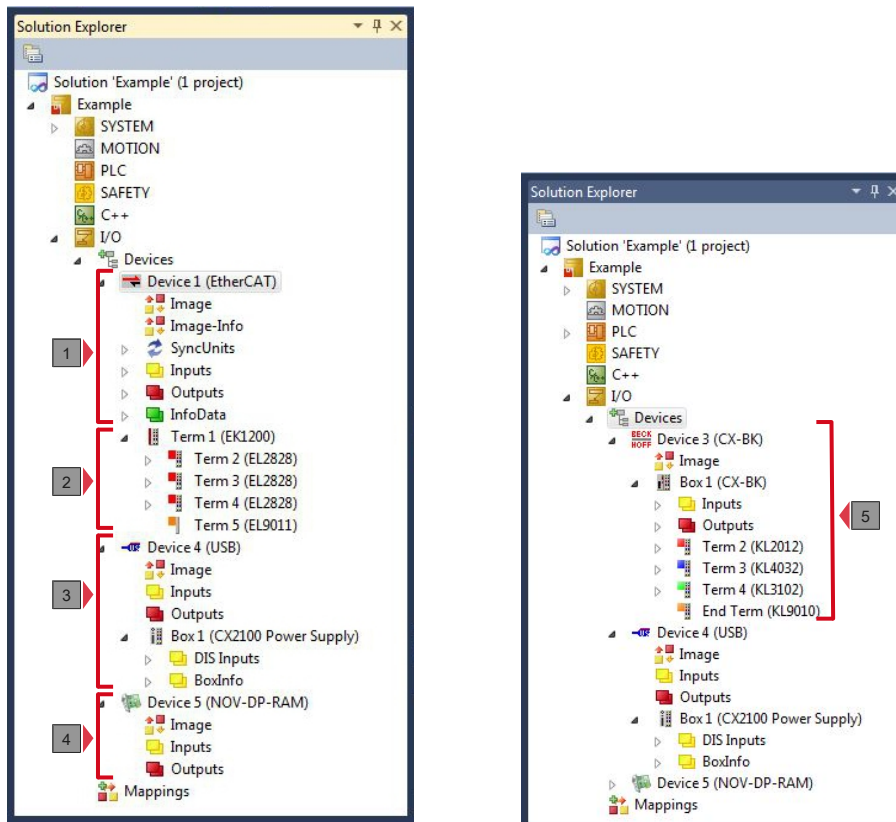 Solution Explorer
Solution 'Example' (1 project)
Example
SYSTEM
MOTION
PLC
SAFETY
C++
I/O
Devices
Device 1 (EtherCAT)
Image
Image-Info
SyncUnits
Inputs
Outputs
InfoData
Term 1 (EK1200)
Term 2 (EL2828)
Term 3 (EL2828)
Term 4 (EL2828)
Term 5 (EL9011)
Device 4 (USB)
Image
Inputs
Outputs
Box 1 (CX2100 Power Supply)
DIS Inputs
BoxInfo
Device 5 (NOV-DP-RAM)
Image
Inputs
Outputs
Mappings
1
2
3
4
Solution Explorer
Solution 'Example' (1 project)
Example
SYSTEM
MOTION
PLC
SAFETY
C++
I/O
Devices
BECK
HOFF
Device 3 (CX-BK)
Image
Box 1 (CX-BK)
Inputs
Outputs
Term 2 (KL2012)
Term 3 (KL4032)
Term 4 (KL3102)
End Term (KL9010)
Device 4 (USB)
Image
Inputs
Outputs
Box 1 (CX2100 Power Supply)
DIS Inputs
BoxInfo
Device 5 (NOV-DP-RAM)
Mappings
5